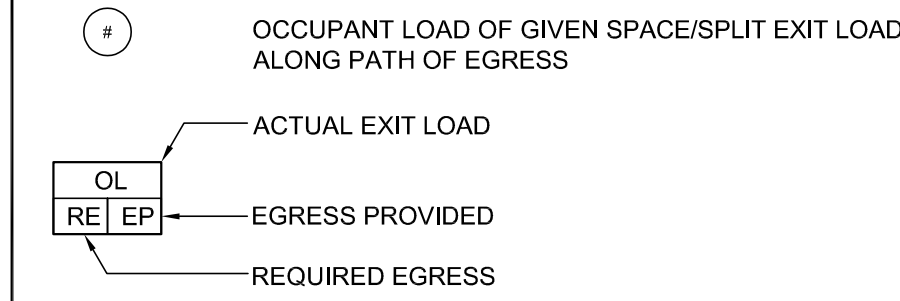 #
OCCUPANT LOAD OF GIVEN SPACE/SPLIT EXIT LOAD
ALONG PATH OF EGRESS
ACTUAL EXIT LOAD
OL
RE EP
EGRESS PROVIDED
REQUIRED EGRESS